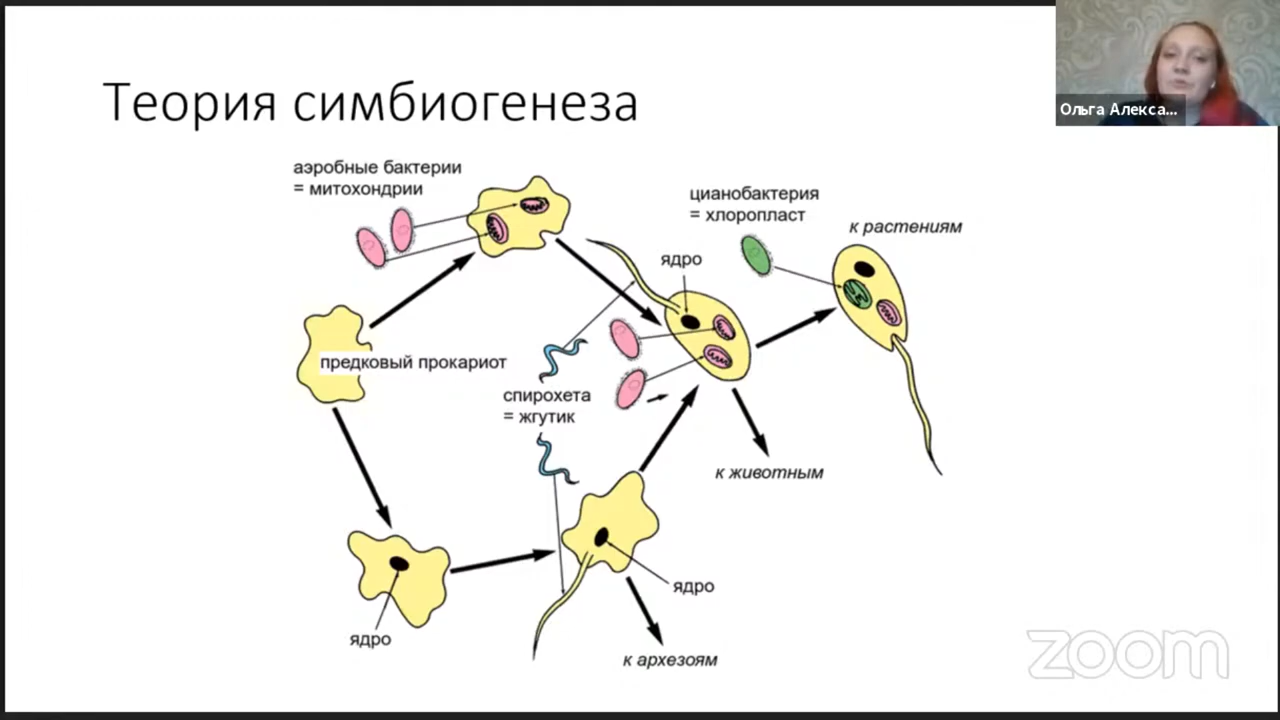 Теория симбиогенеза
Ольга Алекса...
аэробные бактерии
= митохондрии
цианобактерия
= хлоропласт
к растениям
ядро
предковый прокариот
спирохета
= жгутик
к животным
ядро
ядро
к архезоям
zoom